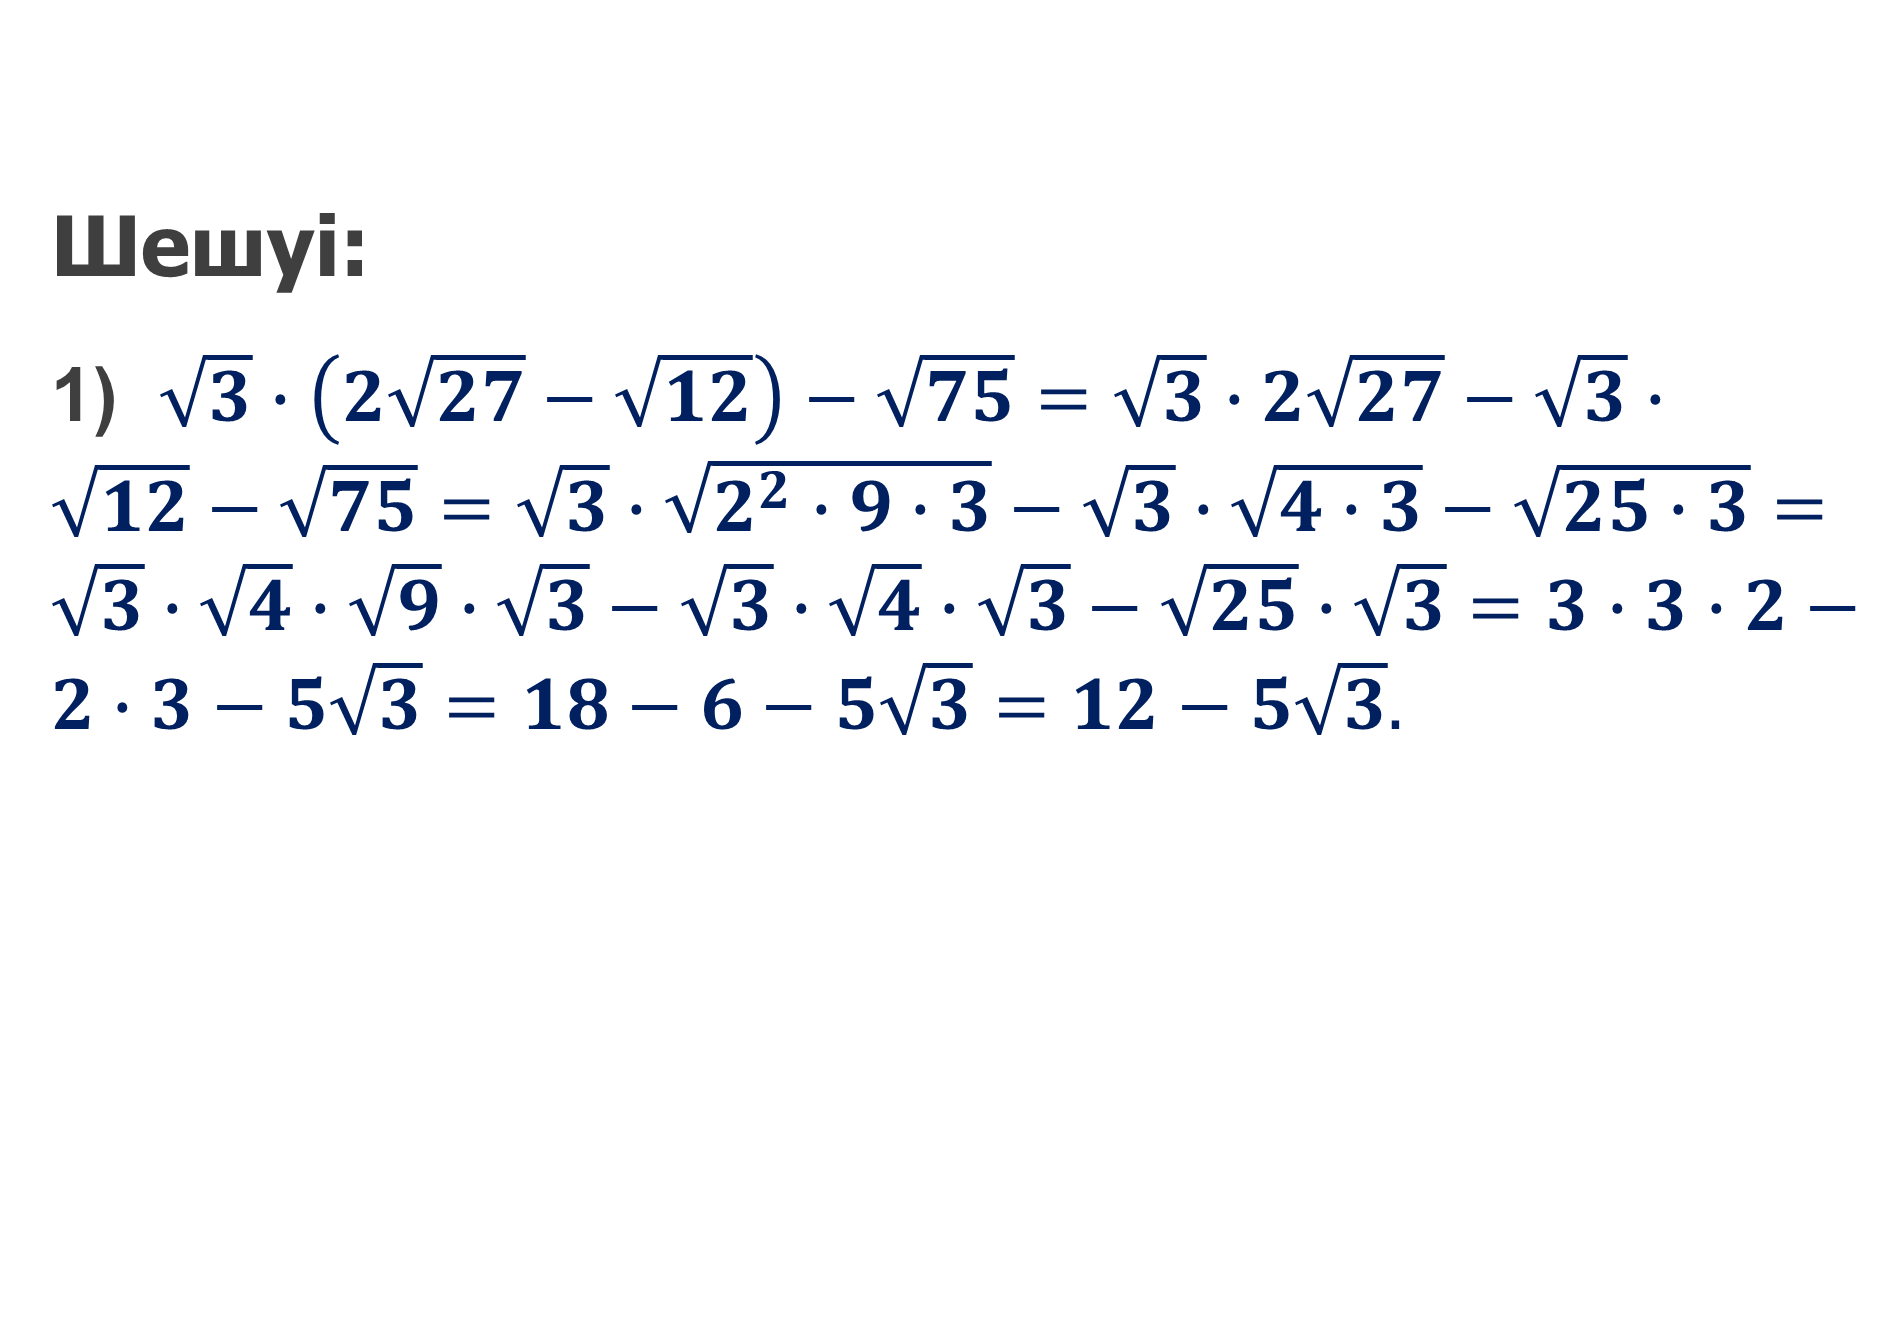 Шешуі:
1) √3 · (2√27 − √12) − √75 = √3 · 2√27 − √3 ·
√12 − √75 = √3 · √(2² · 9 · 3) − √3 · √(4 · 3) − √(25 · 3) =
√3 · √4 · √9 · √3 − √3 · √4 · √3 − √25 · √3 = 3 · 3 · 2 −
2 · 3 − 5√3 = 18 − 6 − 5√3 = 12 − 5√3.